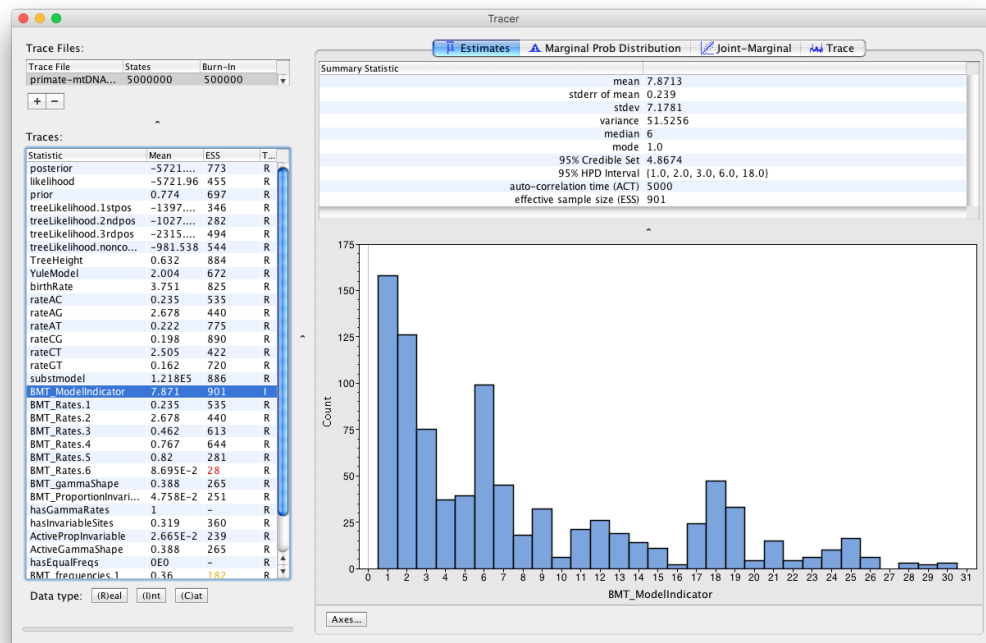 Tracer
Trace Files:
Trace File States Burn-In
primate-mtDNA... 5000000 500000
+ −
Traces:
Statistic Mean ESS T...
posterior -5721.... 773 R
likelihood -5721.96 455 R
prior 0.774 697 R
treeLikelihood.1stpos -1397.... 346 R
treeLikelihood.2ndpos -1027.... 282 R
treeLikelihood.3rdpos -2315.... 494 R
treeLikelihood.nonco... -981.538 544 R
TreeHeight 0.632 884 R
YuleModel 2.004 672 R
birthRate 3.751 825 R
rateAC 0.235 535 R
rateAG 2.678 440 R
rateAT 0.222 775 R
rateCG 0.198 890 R
rateCT 2.505 422 R
rateGT 0.162 720 R
substmodel 1.218E5 886 R
BMT_ModelIndicator 7.871 901 I
BMT_Rates.1 0.235 535 R
BMT_Rates.2 2.678 440 R
BMT_Rates.3 0.462 613 R
BMT_Rates.4 0.767 644 R
BMT_Rates.5 0.82 281 R
BMT_Rates.6 8.695E-2 28 R
BMT_gammaShape 0.388 265 R
BMT_ProportionInvari... 4.758E-2 251 R
hasGammaRates 1 - R
hasInvariableSites 0.319 360 R
ActivePropInvariable 2.665E-2 239 R
ActiveGammaShape 0.388 265 R
hasEqualFreqs 0E0 - R
BMT_frequencies.1 0.36 182 R
Data type: (R)eal (I)nt (C)at
Estimates Marginal Prob Distribution Joint-Marginal Trace
Summary Statistic
mean 7.8713
stderr of mean 0.239
stdev 7.1781
variance 51.5256
median 6
mode 1.0
95% Credible Set 4.8674
95% HPD Interval {1.0, 2.0, 3.0, 6.0, 18.0}
auto-correlation time (ACT) 5000
effective sample size (ESS) 901
175
150
125
100
75
50
25
0
Count
0 1 2 3 4 5 6 7 8 9 10 11 12 13 14 15 16 17 18 19 20 21 22 23 24 25 26 27 28 29 30 31
BMT_ModelIndicator
Axes...